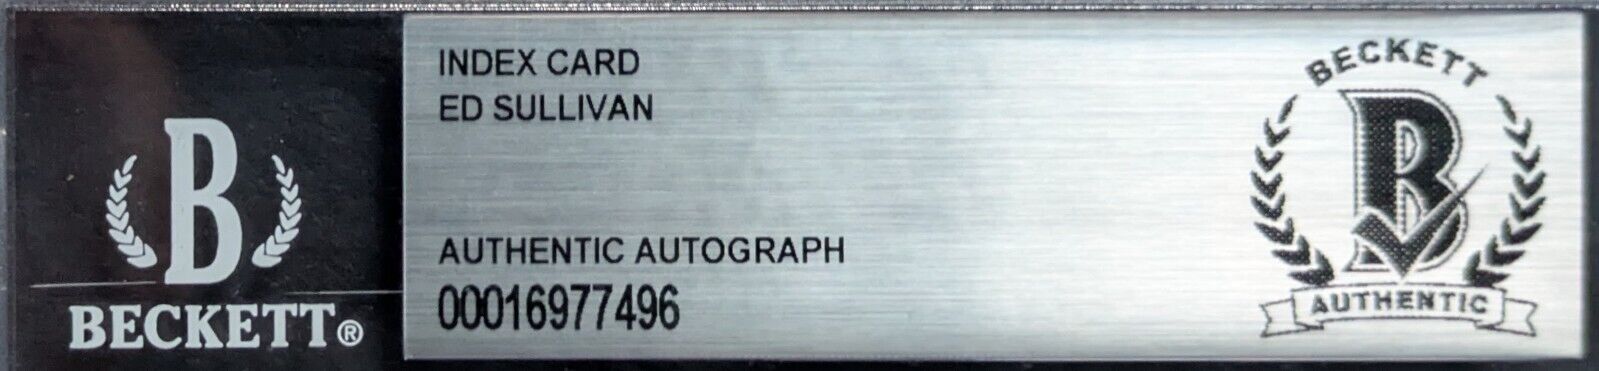 B
BECKETT®
INDEX CARD
ED SULLIVAN
AUTHENTIC AUTOGRAPH
00016977496
BECKETT
B
AUTHENTIC